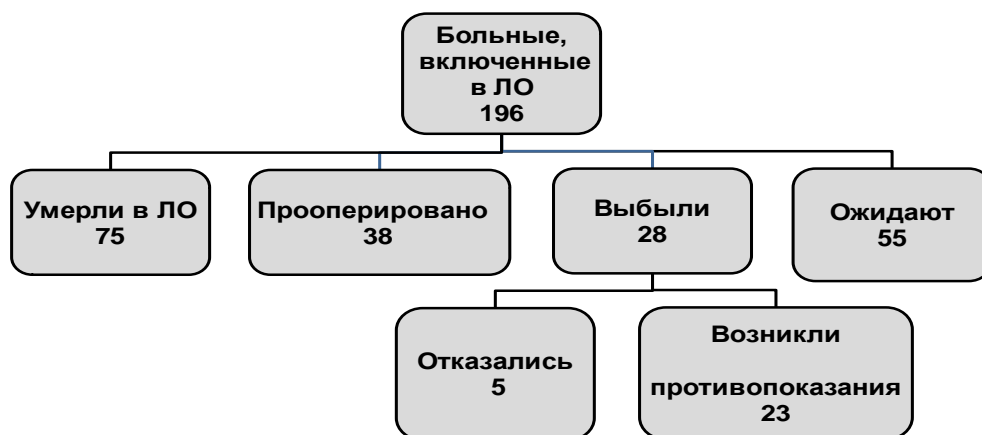 Больные,
включенные
в ЛО
196
Умерли в ЛО
75
Прооперировано
38
Выбыли
28
Ожидают
55
Отказались
5
Возникли
противопоказания
23